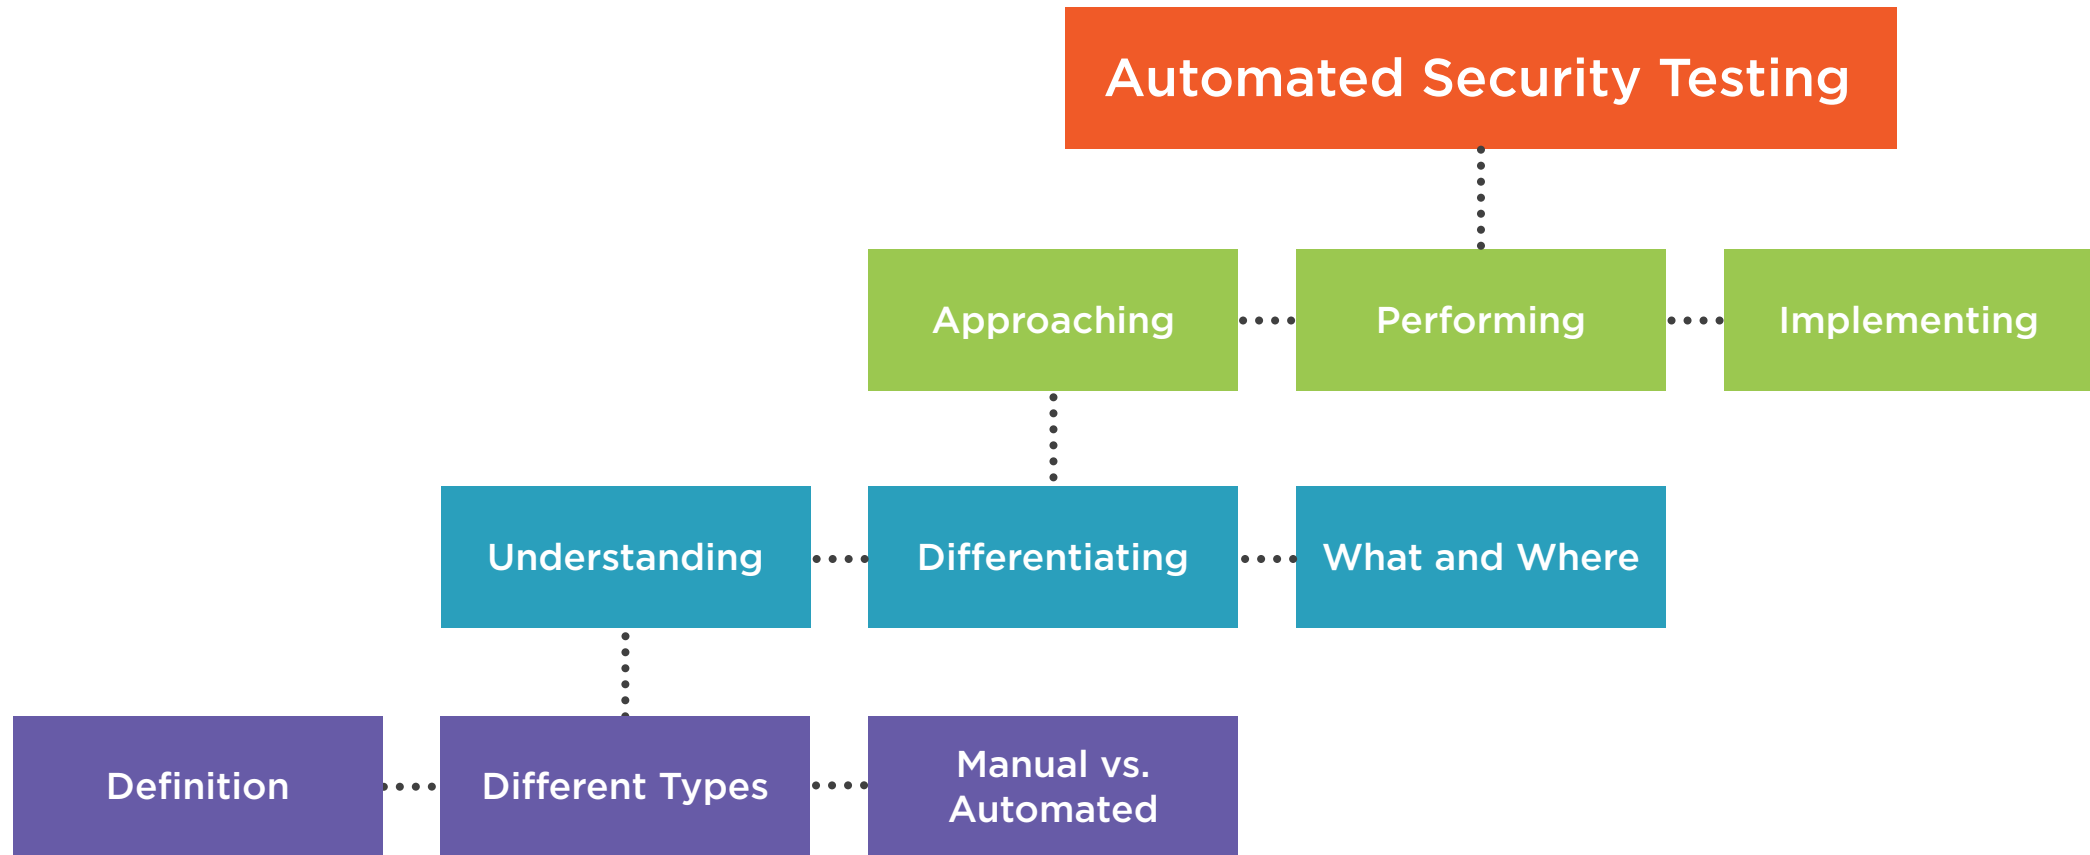 Automated Security Testing
Approaching
Performing
Implementing
Understanding
Differentiating
What and Where
Definition
Different Types
Manual vs.
Automated